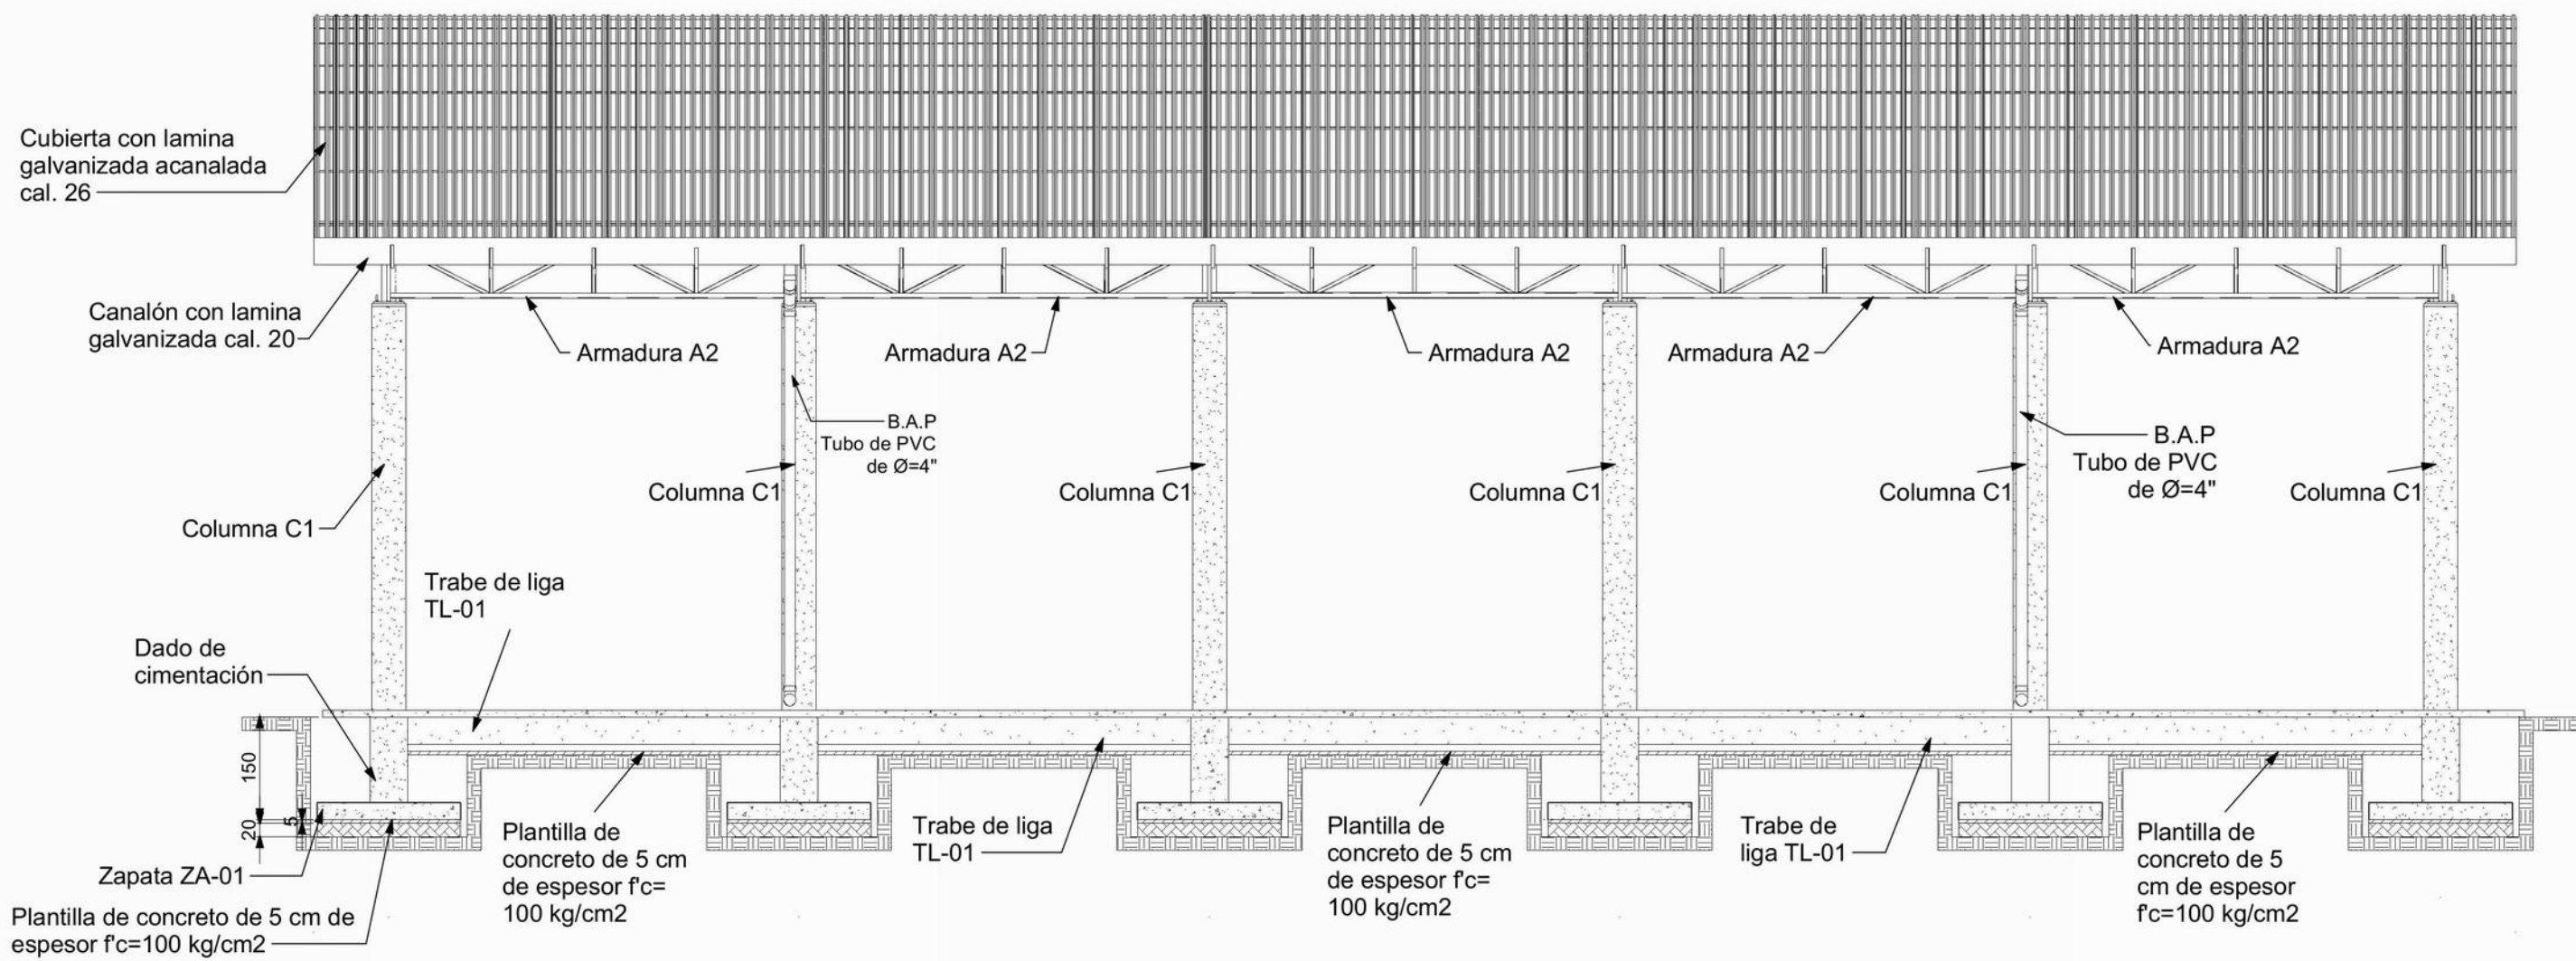 Cubierta con lamina
galvanizada acanalada
cal. 26
Canalón con lamina
galvanizada cal. 20
Armadura A2
Armadura A2
Armadura A2
Armadura A2
Armadura A2
B.A.P
Tubo de PVC
de Ø=4"
B.A.P
Tubo de PVC
de Ø=4"
Columna C1
Columna C1
Columna C1
Columna C1
Columna C1
Columna C1
Trabe de liga
TL-01
Dado de
cimentación
150
5
20
Zapata ZA-01
Plantilla de concreto de 5 cm de
espesor f'c=100 kg/cm2
Plantilla de
concreto de 5 cm
de espesor f'c=
100 kg/cm2
Trabe de liga
TL-01
Plantilla de
concreto de 5 cm
de espesor f'c=
100 kg/cm2
Trabe de
liga TL-01
Plantilla de
concreto de 5
cm de espesor
f'c=100 kg/cm2